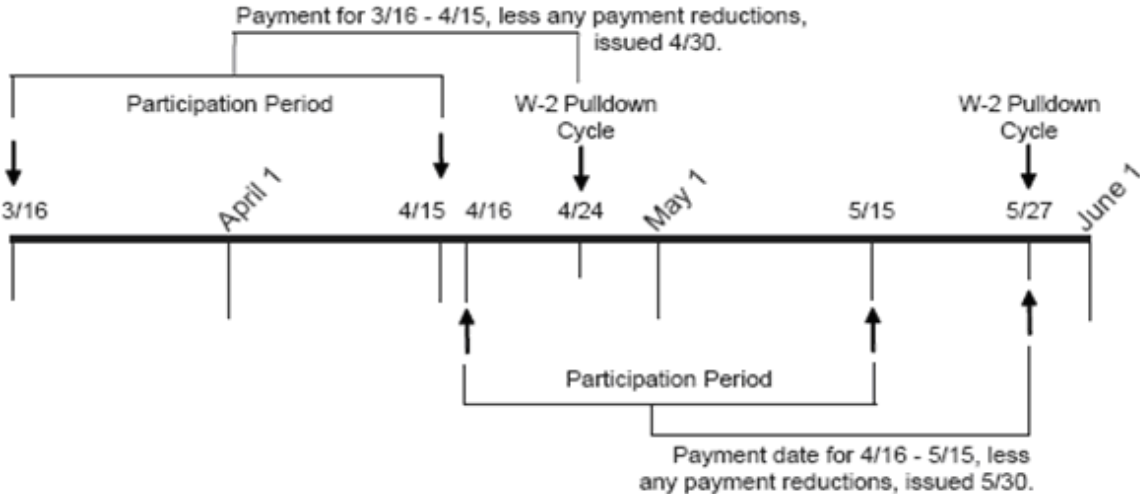 Payment for 3/16 - 4/15, less any payment reductions,
issued 4/30.
Participation Period
W-2 Pulldown
Cycle
W-2 Pulldown
Cycle
3/16
April 1
4/15
4/16
4/24
May 1
5/15
5/27
June 1
Participation Period
Payment date for 4/16 - 5/15, less
any payment reductions, issued 5/30.